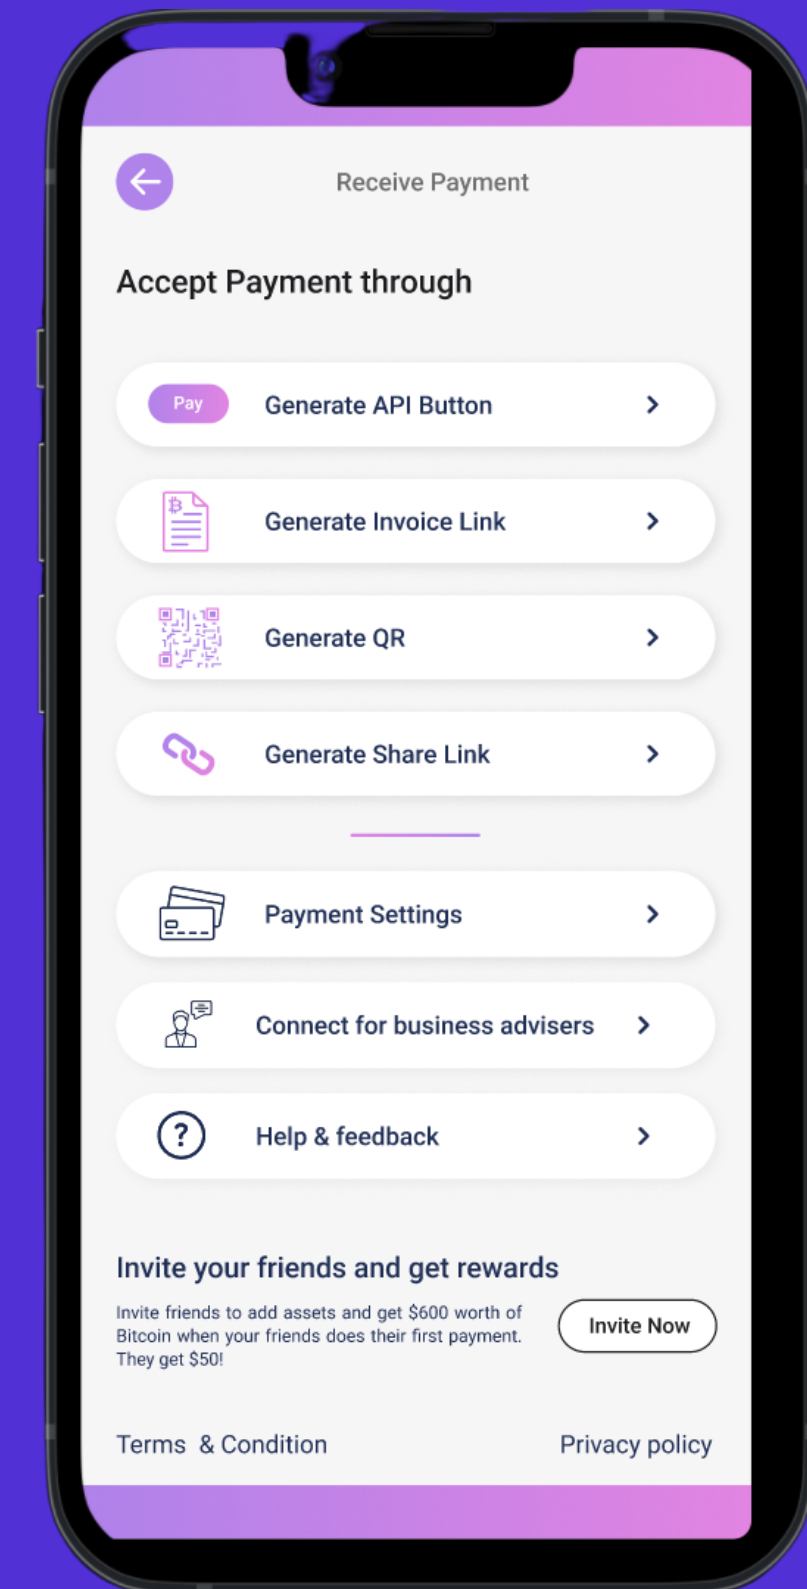 Receive Payment
Accept Payment through
Pay
Generate API Button
Generate Invoice Link
Generate QR
Generate Share Link
Payment Settings
Connect for business advisers
Help & feedback
Invite your friends and get rewards
Invite friends to add assets and get $600 worth of
Bitcoin when your friends does their first payment.
They get $50!
Invite Now
Terms & Condition
Privacy policy